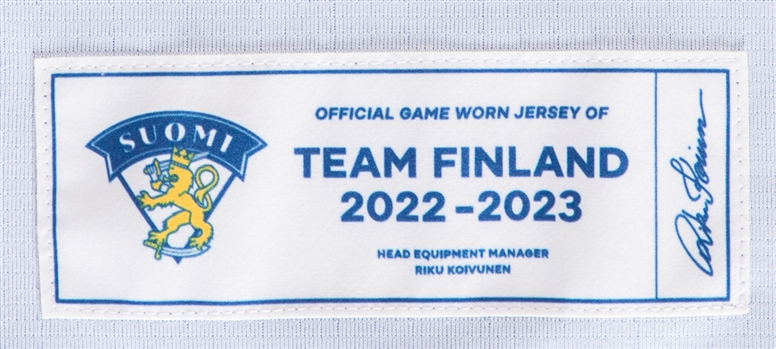 SUOMI
OFFICIAL GAME WORN JERSEY OF
TEAM FINLAND
2022 – 2023
HEAD EQUIPMENT MANAGER
RIKU KOIVUNEN